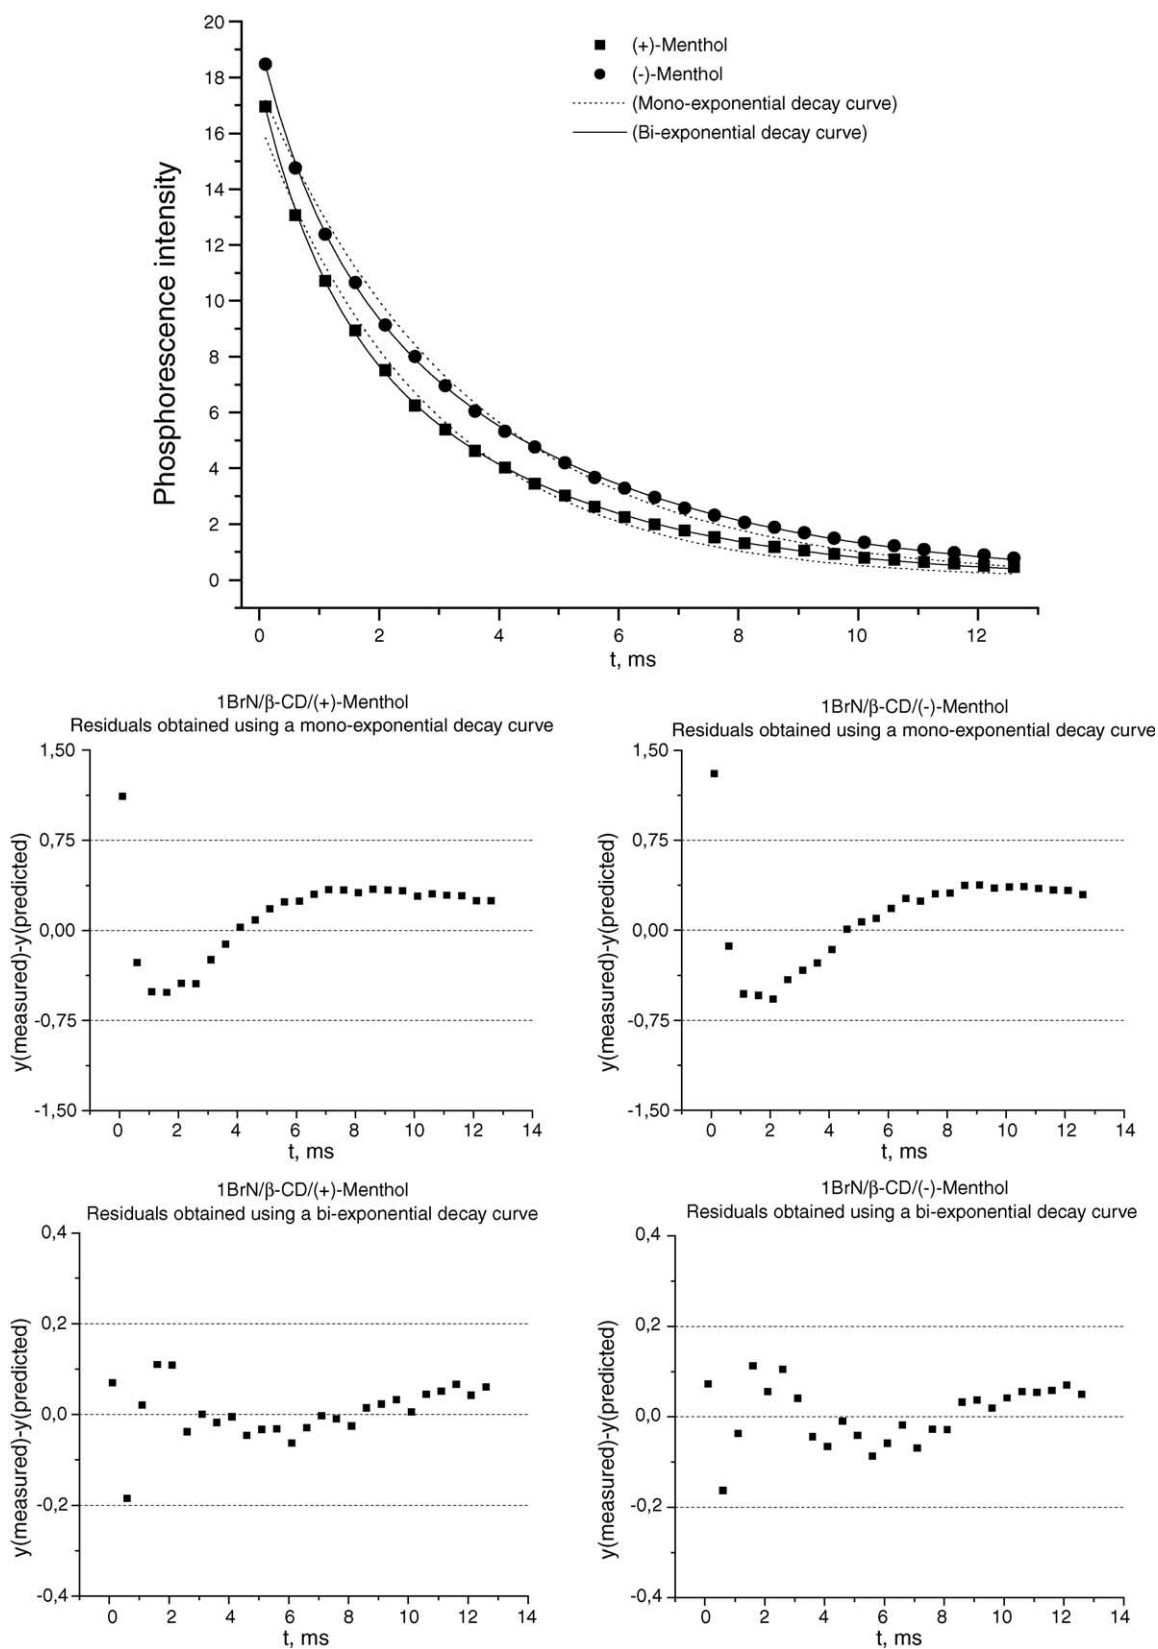 20
18
16
14
12
10
8
6
4
2
0
Phosphorescence intensity
(+)-Menthol
(-)-Menthol
(Mono-exponential decay curve)
(Bi-exponential decay curve)
0 2 4 6 8 10 12
t, ms
1BrN/β-CD/(+)-Menthol
Residuals obtained using a mono-exponential decay curve
1,50
0,75
0,00
-0,75
-1,50
y(measured)-y(predicted)
0 2 4 6 8 10 12 14
t, ms
1BrN/β-CD/(-)-Menthol
Residuals obtained using a mono-exponential decay curve
1,50
0,75
0,00
-0,75
-1,50
y(measured)-y(predicted)
0 2 4 6 8 10 12 14
t, ms
1BrN/β-CD/(+)-Menthol
Residuals obtained using a bi-exponential decay curve
0,4
0,2
0,0
-0,2
-0,4
y(measured)-y(predicted)
0 2 4 6 8 10 12 14
t, ms
1BrN/β-CD/(-)-Menthol
Residuals obtained using a bi-exponential decay curve
0,4
0,2
0,0
-0,2
-0,4
y(measured)-y(predicted)
0 2 4 6 8 10 12 14
t, ms